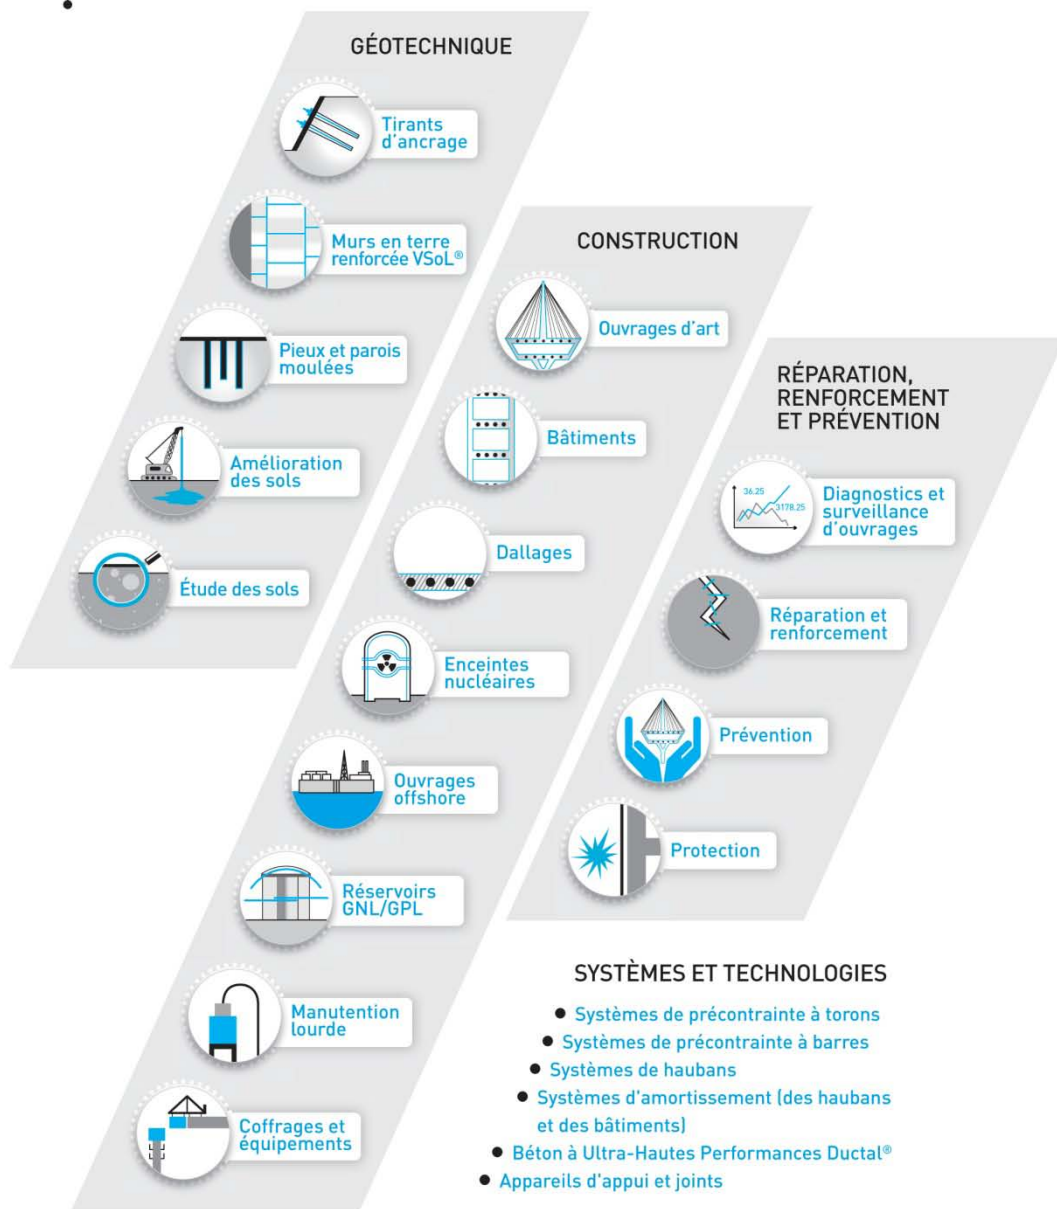 GÉOTECHNIQUE
Tirants
d'ancrage
Murs en terre
renforcée VSoL®
Pieux et parois
moulées
Amélioration
des sols
Étude des sols
CONSTRUCTION
Ouvrages d'art
Bâtiments
Dallages
Enceintes
nucléaires
Ouvrages
offshore
Réservoirs
GNL/GPL
Manutention
lourde
Coffrages et
équipements
RÉPARATION,
RENFORCEMENT
ET PRÉVENTION
36.25
3178.25
Diagnostics et
surveillance
d'ouvrages
Réparation et
renforcement
Prévention
Protection
SYSTÈMES ET TECHNOLOGIES
● Systèmes de précontrainte à torons
● Systèmes de précontrainte à barres
● Systèmes de haubans
● Systèmes d'amortissement (des haubans
et des bâtiments)
● Béton à Ultra-Hautes Performances Ductal®
● Appareils d'appui et joints